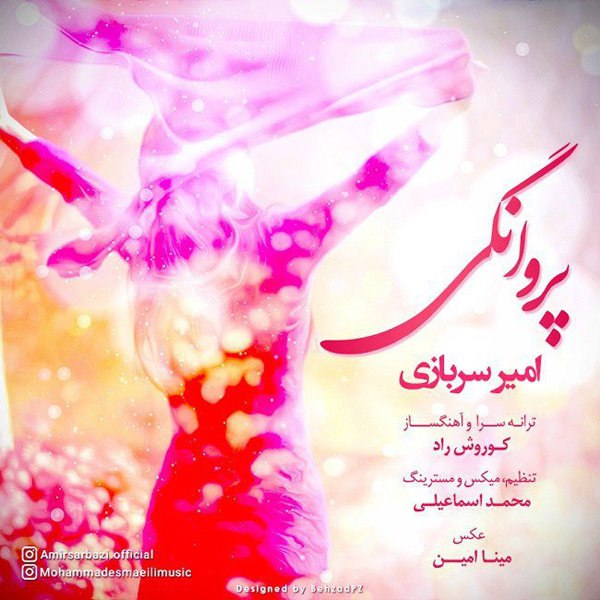 پروانگی
امیر سربازی
ترانه سرا و آهنگساز
کوروش راد
تنظیم، میکس و مسترینگ
محمد اسماعیلی
عکس
مینا امین
Amirsarbazi.official
Mohammadesmaeilimusic
Designed by BehzadPZ